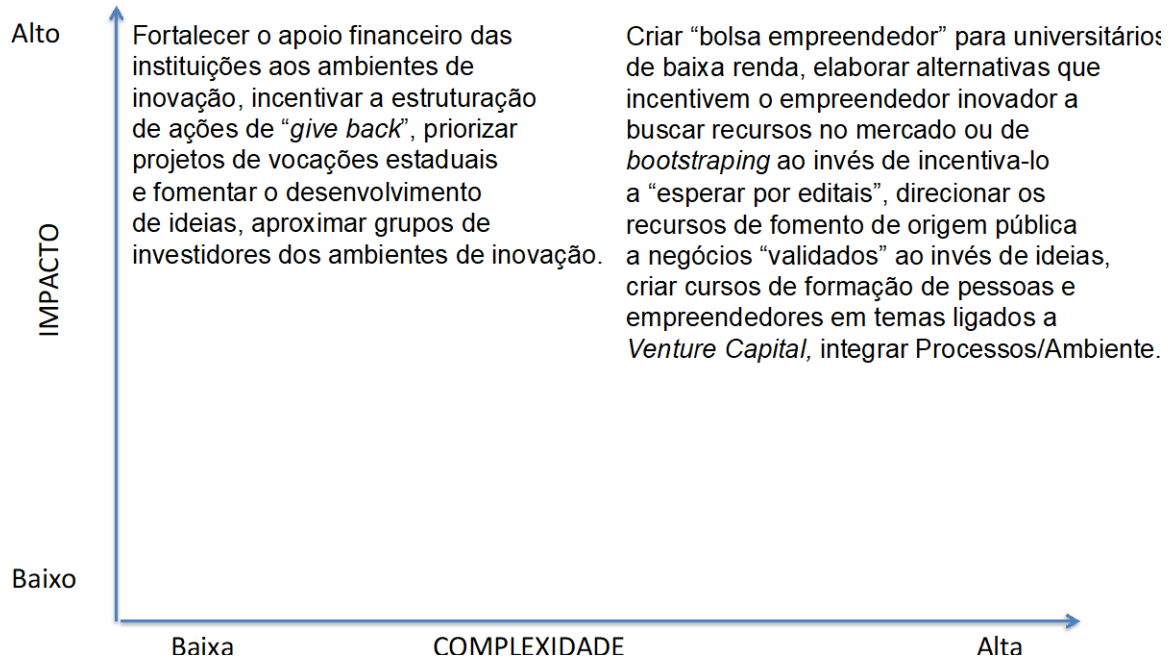 Alto
Fortalecer o apoio financeiro das
instituições aos ambientes de
inovação, incentivar a estruturação
de ações de “give back”, priorizar
projetos de vocações estaduais
e fomentar o desenvolvimento
de ideias, aproximar grupos de
investidores dos ambientes de inovação.
Criar “bolsa empreendedor” para universitários
de baixa renda, elaborar alternativas que
incentivem o empreendedor inovador a
buscar recursos no mercado ou de
bootstraping ao invés de incentiva-lo
a “esperar por editais”, direcionar os
recursos de fomento de origem pública
a negócios “validados” ao invés de ideias,
criar cursos de formação de pessoas e
empreendedores em temas ligados a
Venture Capital, integrar Processos/Ambiente.
IMPACTO
Baixo
Baixa
COMPLEXIDADE
Alta